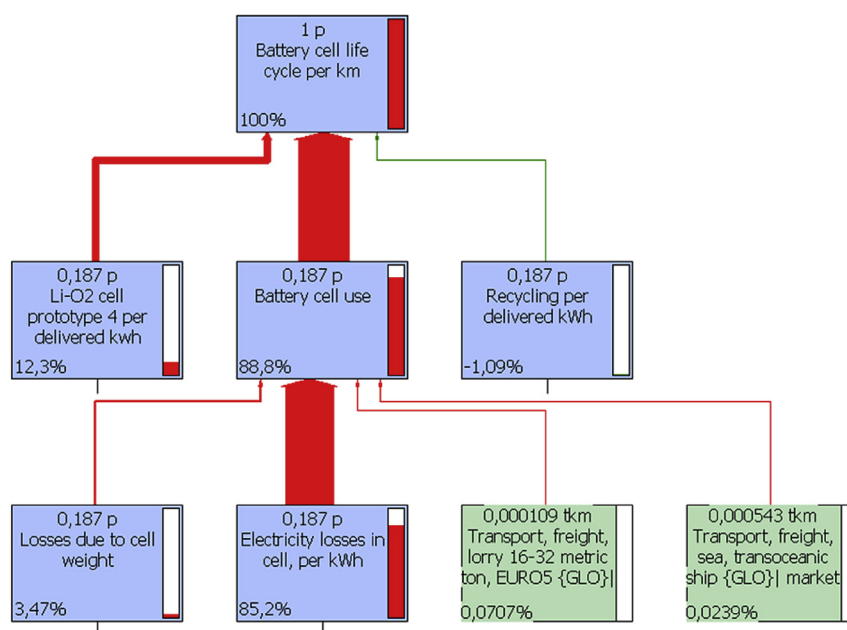 1 p
Battery cell life
cycle per km
100%
0,187 p
Li-O2 cell
prototype 4 per
delivered kwh
12,3%
0,187 p
Battery cell use
88,8%
0,187 p
Recycling per
delivered kWh
-1,09%
0,187 p
Losses due to cell
weight
3,47%
0,187 p
Electricity losses in
cell, per kWh
85,2%
0,000109 tkm
Transport, freight,
lorry 16-32 metric
ton, EURO5 {GLO}|
0,0707%
0,000543 tkm
Transport, freight,
sea, transoceanic
ship {GLO}| market
0,0239%